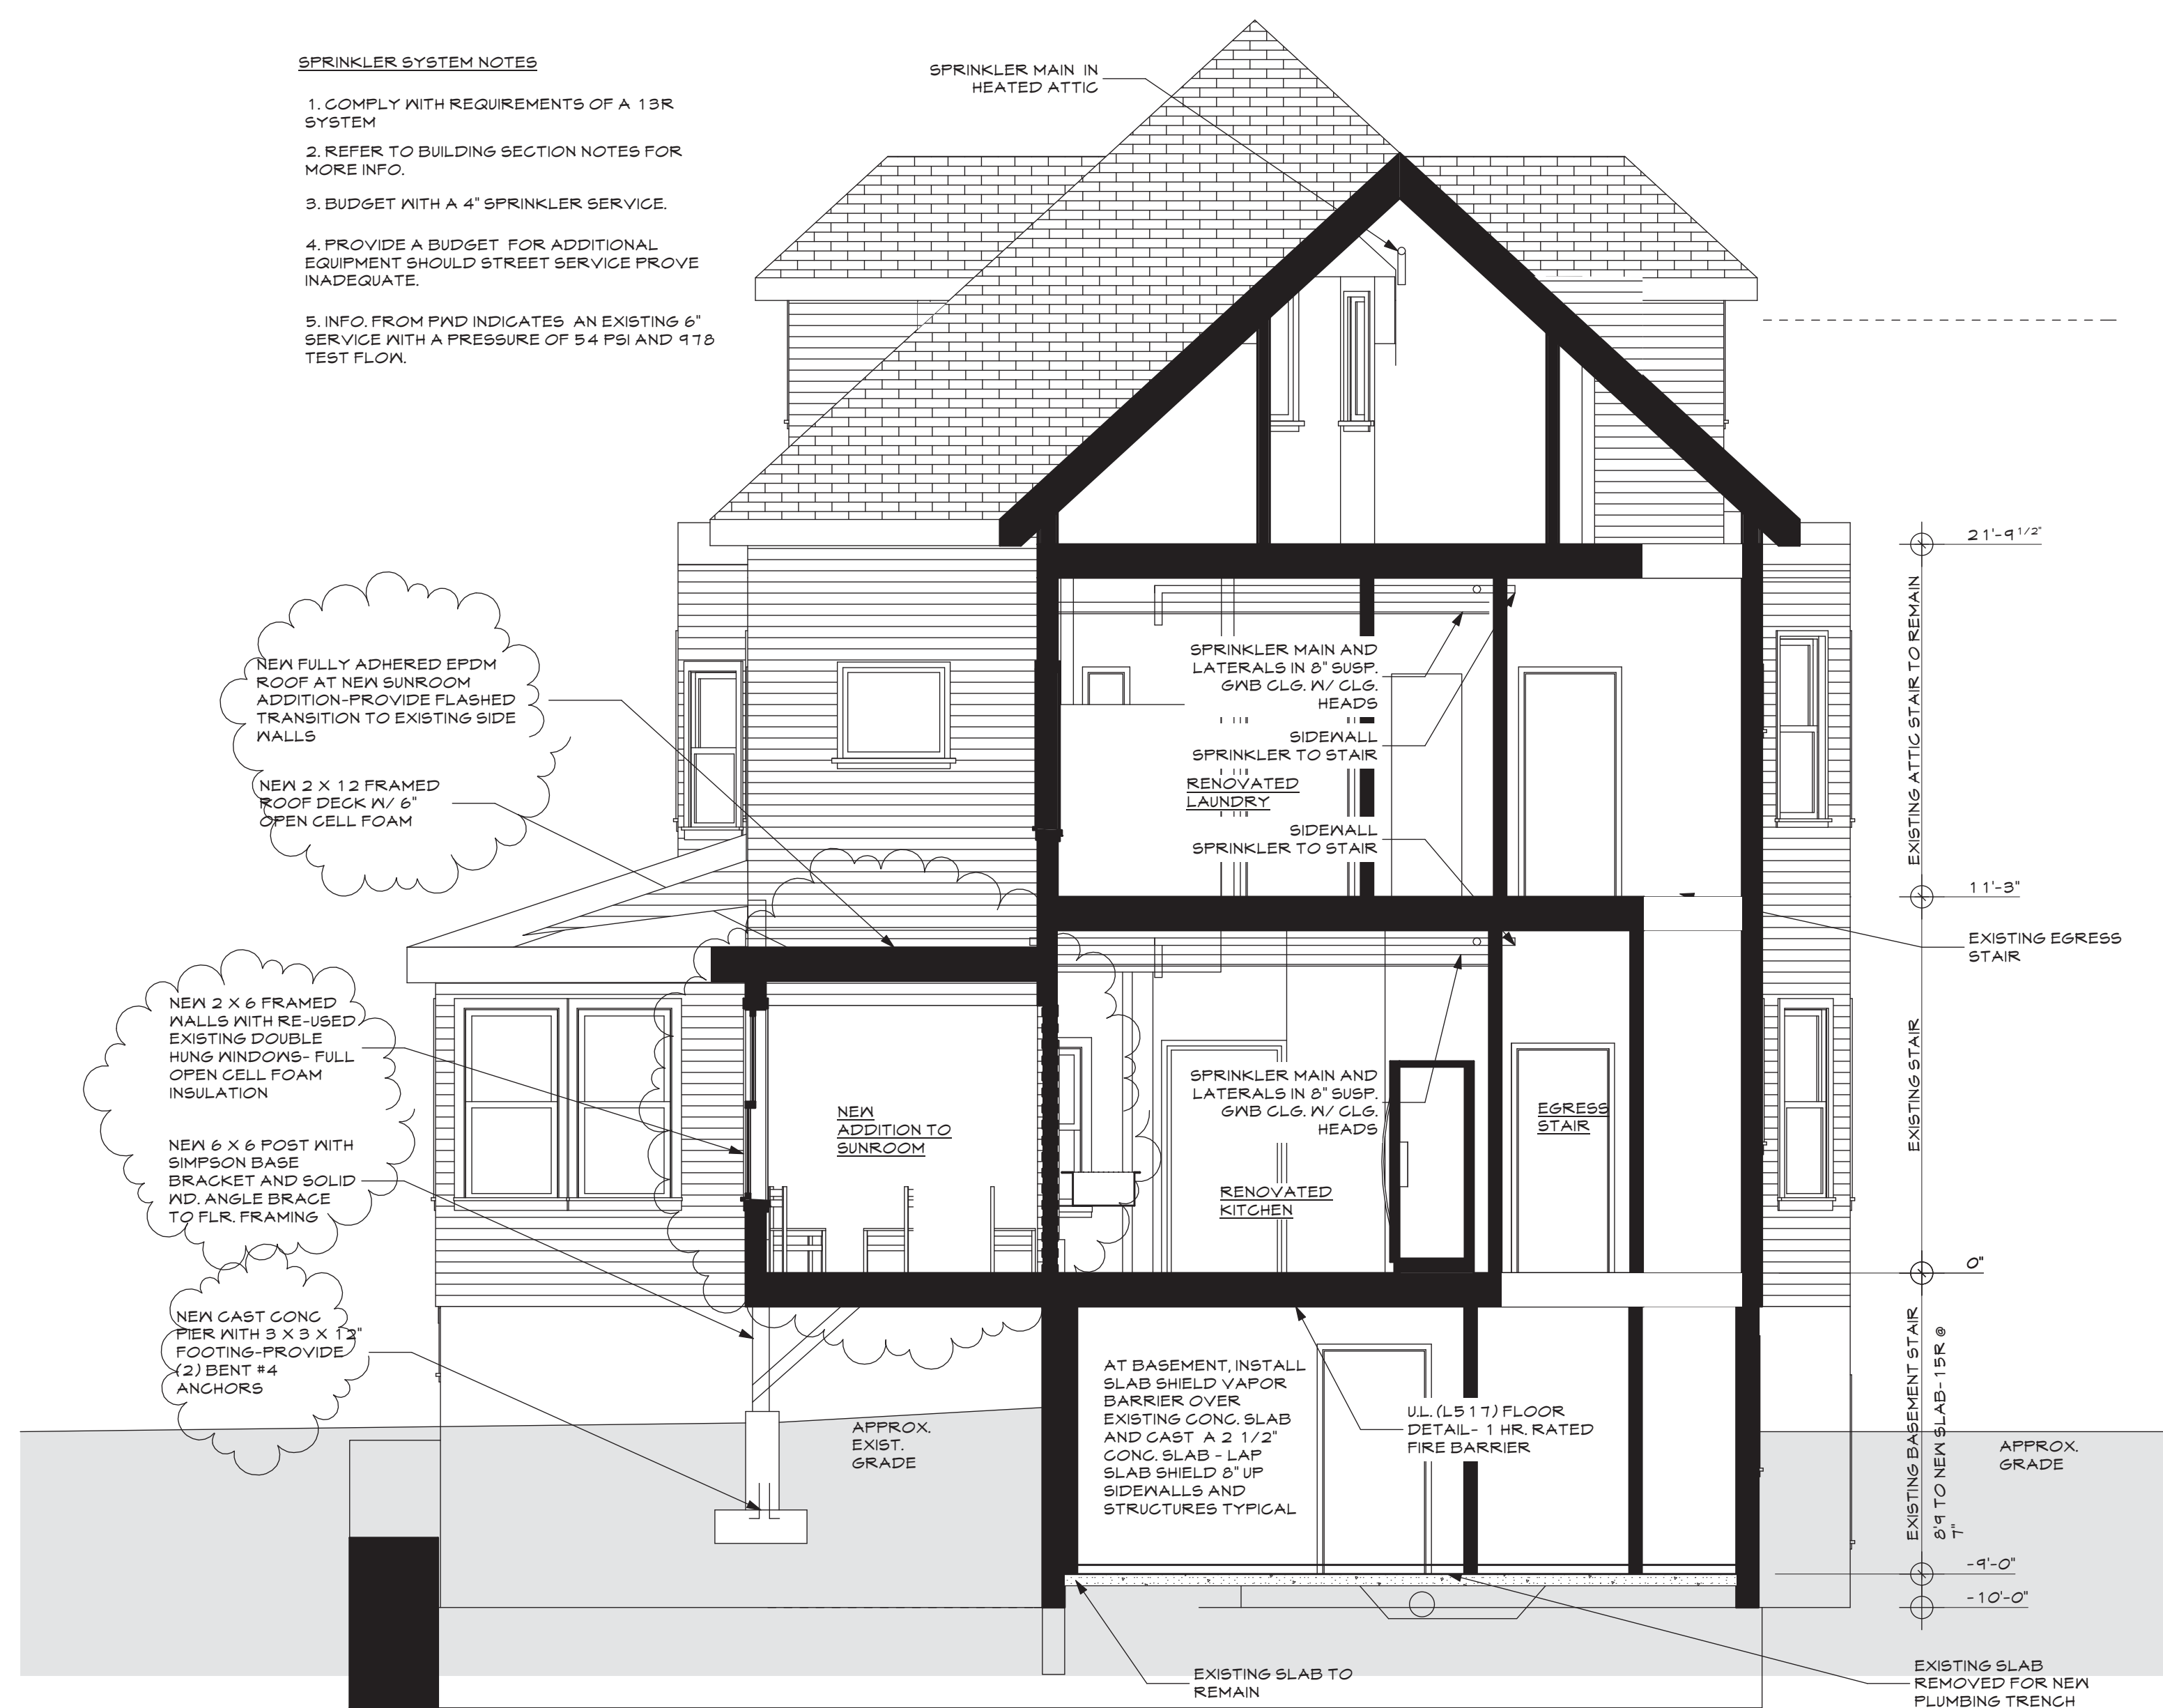 SPRINKLER SYSTEM NOTES
1. COMPLY WITH REQUIREMENTS OF A 13R
SYSTEM
2. REFER TO BUILDING SECTION NOTES FOR
MORE INFO.
3. BUDGET WITH A 4" SPRINKLER SERVICE.
4. PROVIDE A BUDGET FOR ADDITIONAL
EQUIPMENT SHOULD STREET SERVICE PROVE
INADEQUATE.
5. INFO. FROM PWD INDICATES AN EXISTING 6"
SERVICE WITH A PRESSURE OF 54 PSI AND 978
TEST FLOW.
SPRINKLER MAIN IN
HEATED ATTIC
NEW FULLY ADHERED EPDM
ROOF AT NEW SUNROOM
ADDITION-PROVIDE FLASHED
TRANSITION TO EXISTING SIDE
WALLS
NEW 2 X 12 FRAMED
ROOF DECK W/ 6"
OPEN CELL FOAM
NEW 2 X 6 FRAMED
WALLS WITH RE-USED
EXISTING DOUBLE
HUNG WINDOWS- FULL
OPEN CELL FOAM
INSULATION
NEW 6 X 6 POST WITH
SIMPSON BASE
BRACKET AND SOLID
WD. ANGLE BRACE
TO FLR. FRAMING
NEW CAST CONC
PIER WITH 3 X 3 X 12"
FOOTING-PROVIDE
(2) BENT #4
ANCHORS
SPRINKLER MAIN AND
LATERALS IN 8" SUSP.
GWB CLG. W/ CLG.
HEADS
SIDEWALL
SPRINKLER TO STAIR
RENOVATED
LAUNDRY
SIDEWALL
SPRINKLER TO STAIR
NEW
ADDITION TO
SUNROOM
SPRINKLER MAIN AND
LATERALS IN 8" SUSP.
GWB CLG. W/ CLG.
HEADS
RENOVATED
KITCHEN
EGRESS
STAIR
APPROX.
EXIST.
GRADE
AT BASEMENT, INSTALL
SLAB SHIELD VAPOR
BARRIER OVER
EXISTING CONC. SLAB
AND CAST A 2 1/2"
CONC. SLAB - LAP
SLAB SHIELD 8" UP
SIDEWALLS AND
STRUCTURES TYPICAL
U.L. (L517) FLOOR
DETAIL- 1 HR. RATED
FIRE BARRIER
EXISTING SLAB TO
REMAIN
21'-9 1/2"
EXISTING ATTIC STAIR TO REMAIN
11'-3"
EXISTING EGRESS
STAIR
EXISTING STAIR
0"
EXISTING BASEMENT STAIR
8'9 TO NEW SLAB- 15R @
7"
APPROX.
GRADE
-9'-0"
-10'-0"
EXISTING SLAB
REMOVED FOR NEW
PLUMBING TRENCH